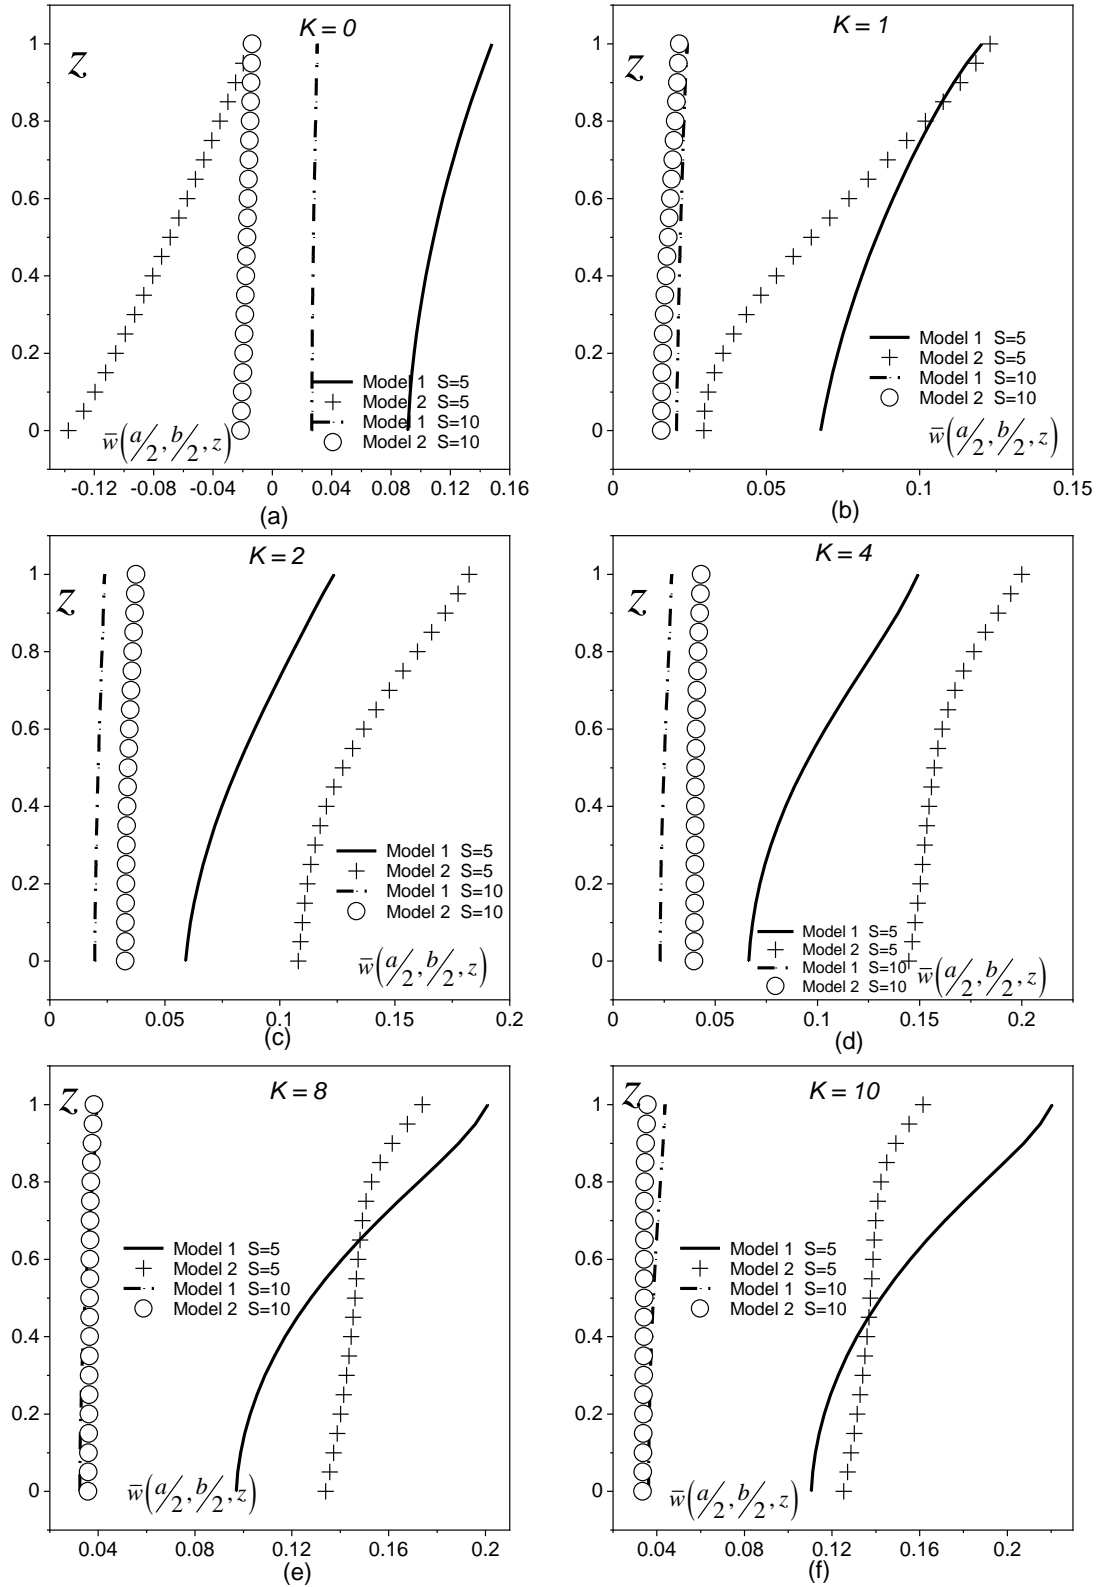 K = 0
z
1
0.8
0.6
0.4
0.2
0
Model 1 S=5
Model 2 S=5
Model 1 S=10
Model 2 S=10
w̅(a/2, b/2, z)
-0.12 -0.08 -0.04 0 0.04 0.08 0.12 0.16
(a)
K = 1
z
1
0.8
0.6
0.4
0.2
0
Model 1 S=5
Model 2 S=5
Model 1 S=10
Model 2 S=10
w̅(a/2, b/2, z)
0 0.05 0.1 0.15
(b)
K = 2
z
1
0.8
0.6
0.4
0.2
0
Model 1 S=5
Model 2 S=5
Model 1 S=10
Model 2 S=10
w̅(a/2, b/2, z)
0 0.05 0.1 0.15 0.2
(c)
K = 4
z
1
0.8
0.6
0.4
0.2
0
Model 1 S=5
Model 2 S=5
Model 1 S=10
Model 2 S=10
w̅(a/2, b/2, z)
0 0.05 0.1 0.15 0.2
(d)
K = 8
z
1
0.8
0.6
0.4
0.2
0
Model 1 S=5
Model 2 S=5
Model 1 S=10
Model 2 S=10
w̅(a/2, b/2, z)
0.04 0.08 0.12 0.16 0.2
(e)
K = 10
z
1
0.8
0.6
0.4
0.2
0
Model 1 S=5
Model 2 S=5
Model 1 S=10
Model 2 S=10
w̅(a/2, b/2, z)
0.04 0.08 0.12 0.16 0.2
(f)